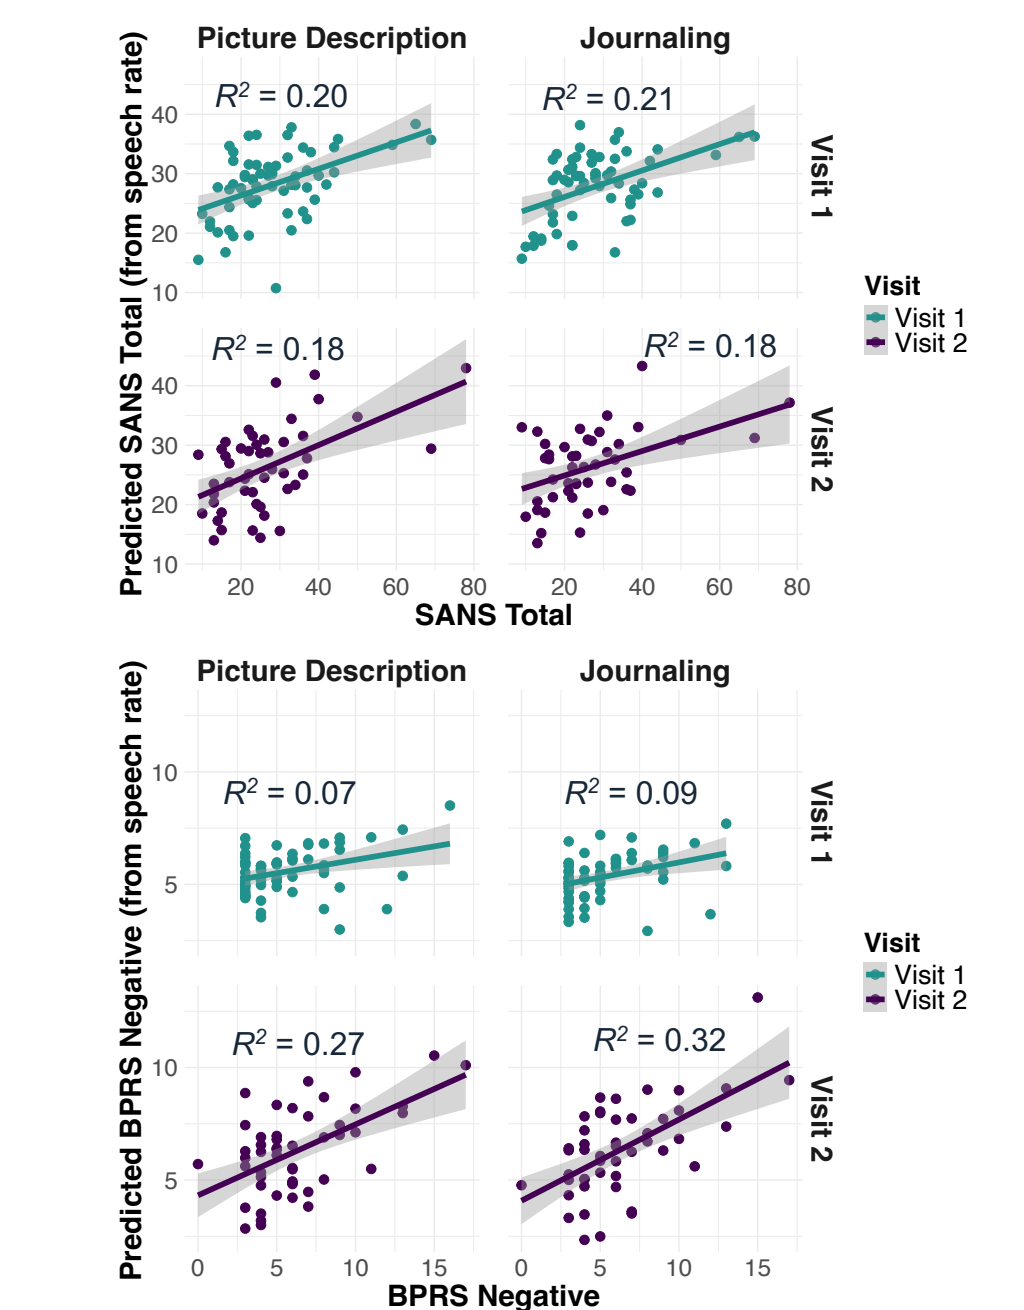 Picture Description
Journaling
Predicted SANS Total (from speech rate)
R² = 0.20
R² = 0.21
40
30
20
10
Visit 1
R² = 0.18
R² = 0.18
40
30
20
10
Visit 2
20 40 60 80
20 40 60 80
SANS Total
Visit
Visit 1
Visit 2
Picture Description
Journaling
Predicted BPRS Negative (from speech rate)
R² = 0.07
R² = 0.09
10
5
Visit 1
R² = 0.27
R² = 0.32
10
5
Visit 2
0 5 10 15
0 5 10 15
BPRS Negative
Visit
Visit 1
Visit 2